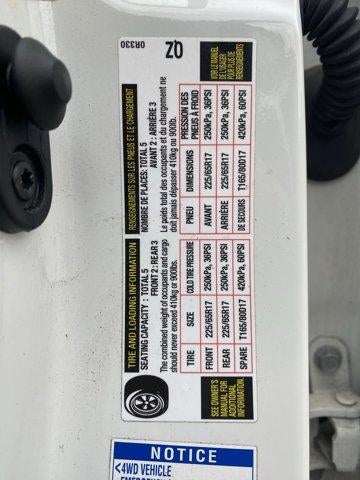 TIRE AND LOADING INFORMATION
SEATING CAPACITY : TOTAL 5
FRONT 2 : REAR 3
The combined weight of occupants and cargo
should never exceed 410kg or 900lbs.
TIRE SIZE COLD TIRE PRESSURE
FRONT 225/65R17 250kPa, 36PSI
REAR 225/65R17 250kPa, 36PSI
SPARE T165/80D17 420kPa, 60PSI
SEE OWNER'S
MANUAL FOR
ADDITIONAL
INFORMATION
RENSEIGNEMENTS SUR LES PNEUS ET LE CHARGEMENT
NOMBRE DE PLACES: TOTAL 5
AVANT 2 : ARRIÈRE 3
Le poids total des occupants et du chargement ne
doit jamais dépasser 410kg ou 900lb.
PNEU DIMENSIONS PRESSION DES
PNEUS À FROID
AVANT 225/65R17 250kPa, 36PSI
ARRIÈRE 225/65R17 250kPa, 36PSI
DE SECOURS T165/80D17 420kPa, 60PSI
VOIR LE MANUEL
DE L'USAGER
POUR PLUS DE
RENSEIGNEMENTS
QZ
0R330
NOTICE
<4WD VEHICLE